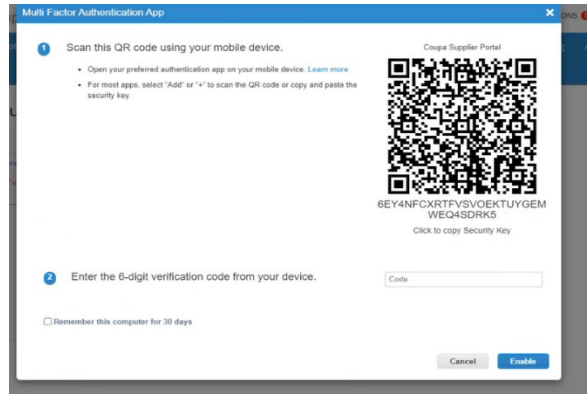 Multi Factor Authentication App
1
Scan this QR code using your mobile device.
Open your preferred authentication app on your mobile device. Learn more
For most apps, select "Add" or "+" to scan the QR code or copy and paste the
security key.
Coupa Supplier Portal
6EY4NFCXRTFVSVOEKTUYGEM
WEQ4SDRK5
Click to copy Security Key
2
Enter the 6-digit verification code from your device.
Code
Remember this computer for 30 days
Cancel
Enable